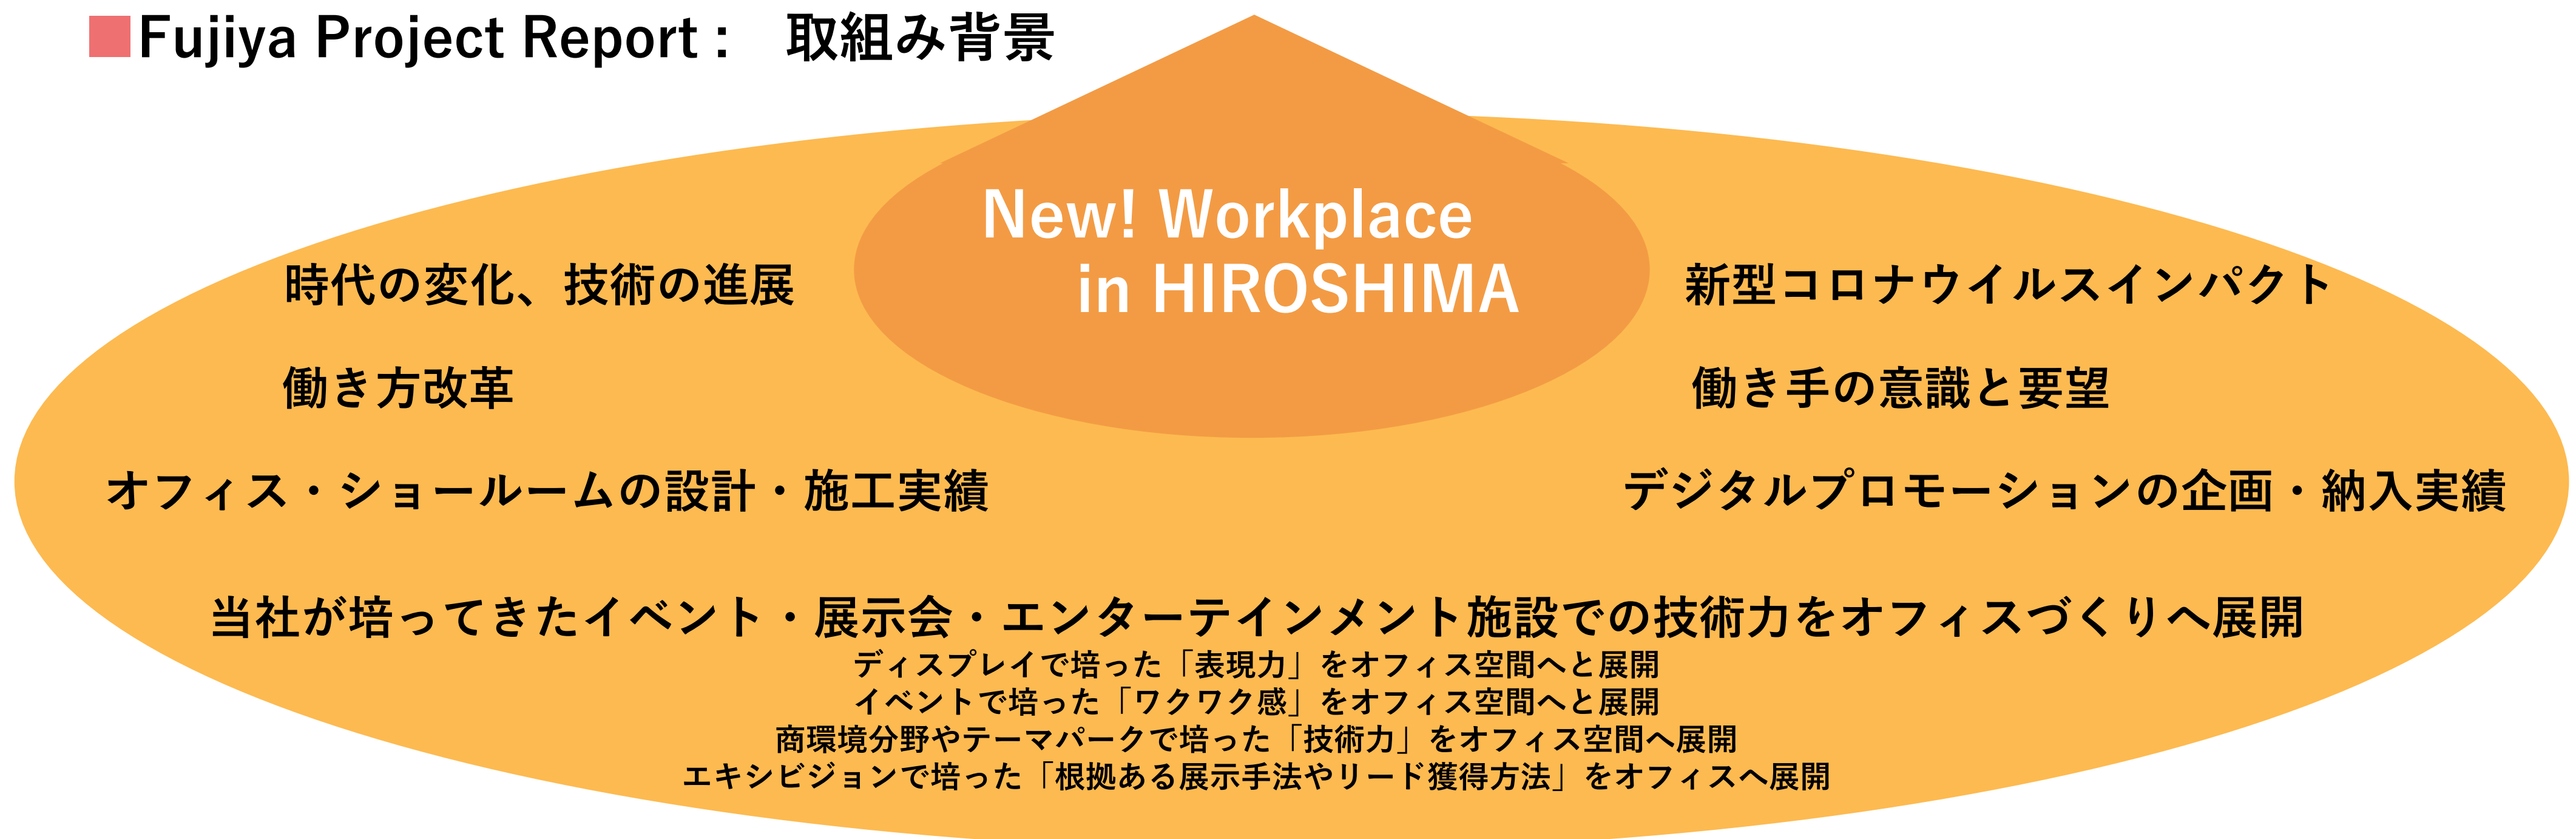 ■Fujiya Project Report： 取組み背景
New! Workplace
in HIROSHIMA
時代の変化、技術の進展
新型コロナウイルスインパクト
働き方改革
働き手の意識と要望
オフィス・ショールームの設計・施工実績
デジタルプロモーションの企画・納入実績
当社が培ってきたイベント・展示会・エンターテインメント施設での技術力をオフィスづくりへ展開
ディスプレイで培った「表現力」をオフィス空間へと展開
イベントで培った「ワクワク感」をオフィス空間へと展開
商環境分野やテーマパークで培った「技術力」をオフィス空間へ展開
エキシビジョンで培った「根拠ある展示手法やリード獲得方法」をオフィスへ展開